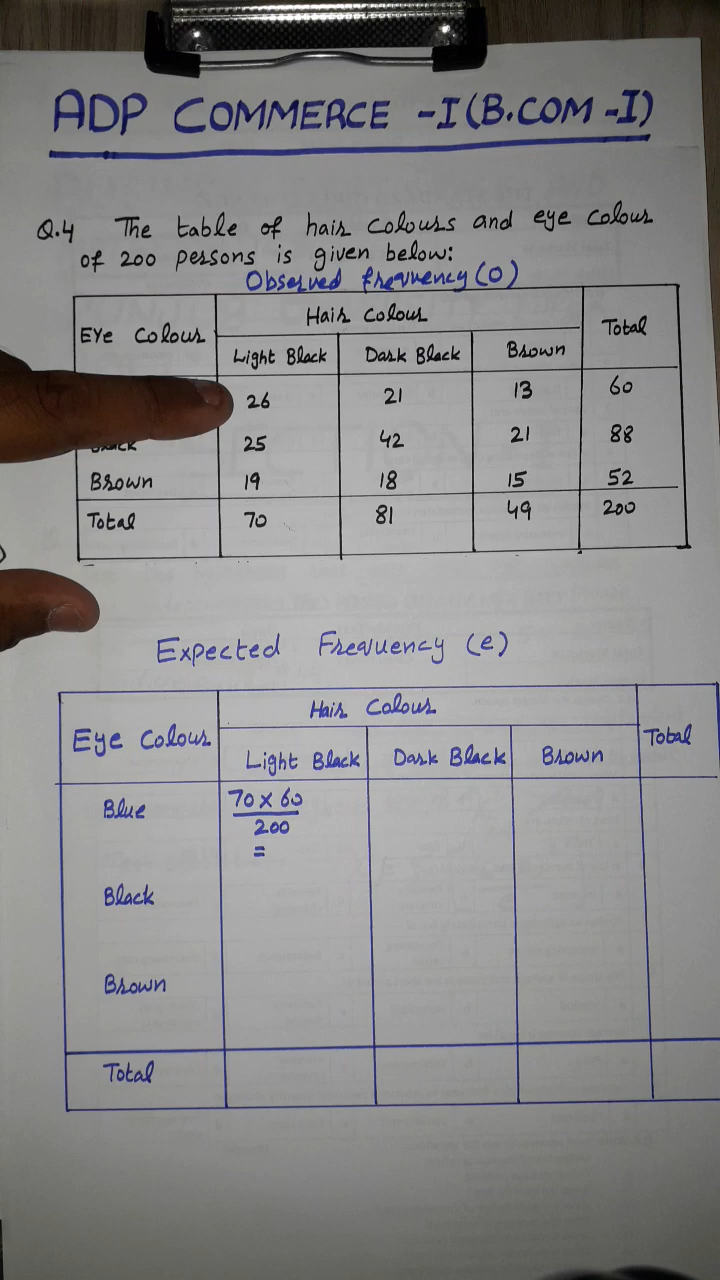 ADP COMMERCE -I(B.COM -I)
Q.4 The table of hair colours and eye colour
of 200 persons is given below:
Observed frequency (O)
Eye Colour Hair Colour Total
Light Black Dark Black Brown
26 21 13 60
Black 25 42 21 88
Brown 19 18 15 52
Total 70 81 49 200
Expected Frequency (e)
Eye Colour Hair Colour Total
Light Black Dark Black Brown
Blue 70 x 60
200
=
Black
Brown
Total